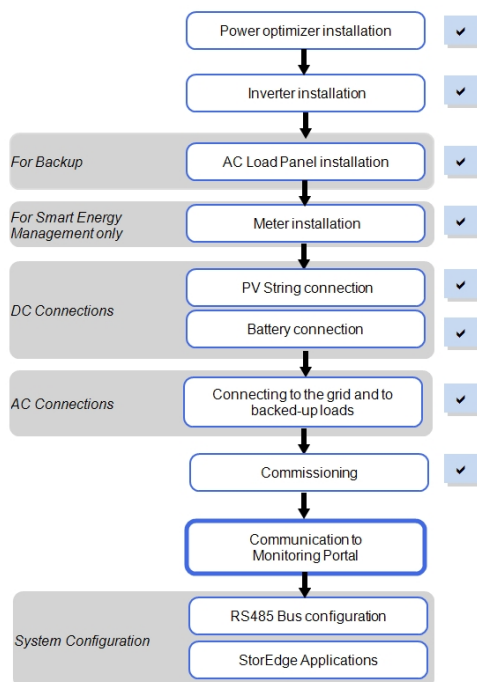 Power optimizer installation
Inverter installation
For Backup
AC Load Panel installation
For Smart Energy
Management only
Meter installation
DC Connections
PV String connection
Battery connection
AC Connections
Connecting to the grid and to
backed-up loads
Commissioning
Communication to
Monitoring Portal
System Configuration
RS485 Bus configuration
StorEdge Applications